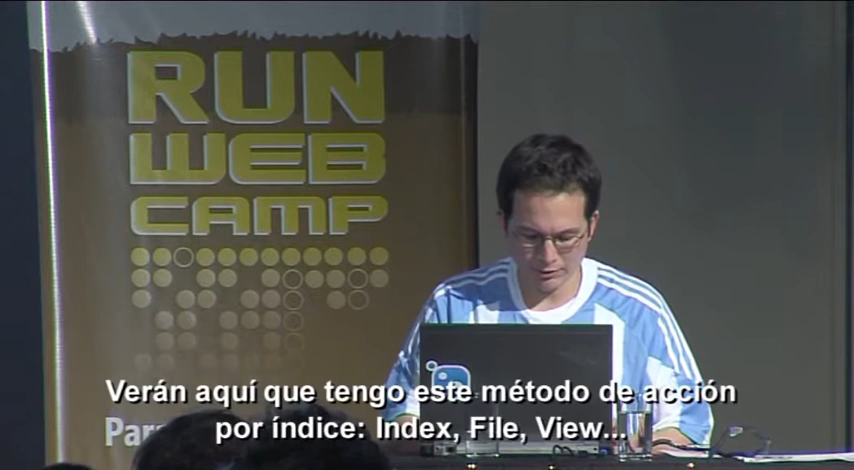 RUN
WEB
CAMP
Verán aquí que tengo este método de acción
por índice: Index, File, View...